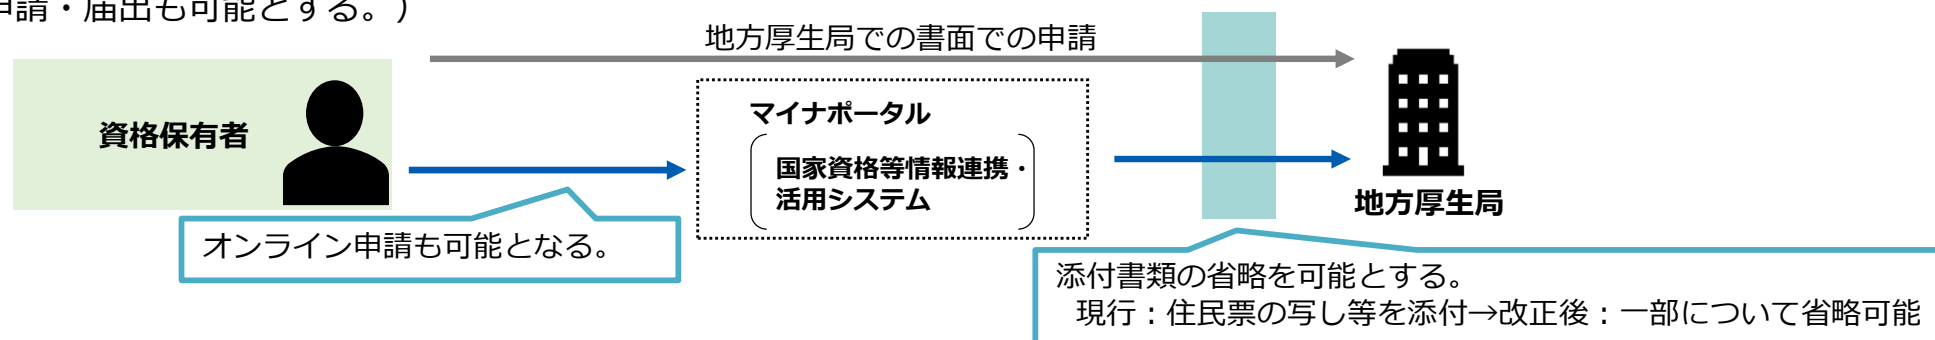 申請・届出も可能とする。）
地方厚生局での書面での申請
資格保有者
マイナポータル
国家資格等情報連携・
活用システム
地方厚生局
オンライン申請も可能となる。
添付書類の省略を可能とする。
現行：住民票の写し等を添付→改正後：一部について省略可能